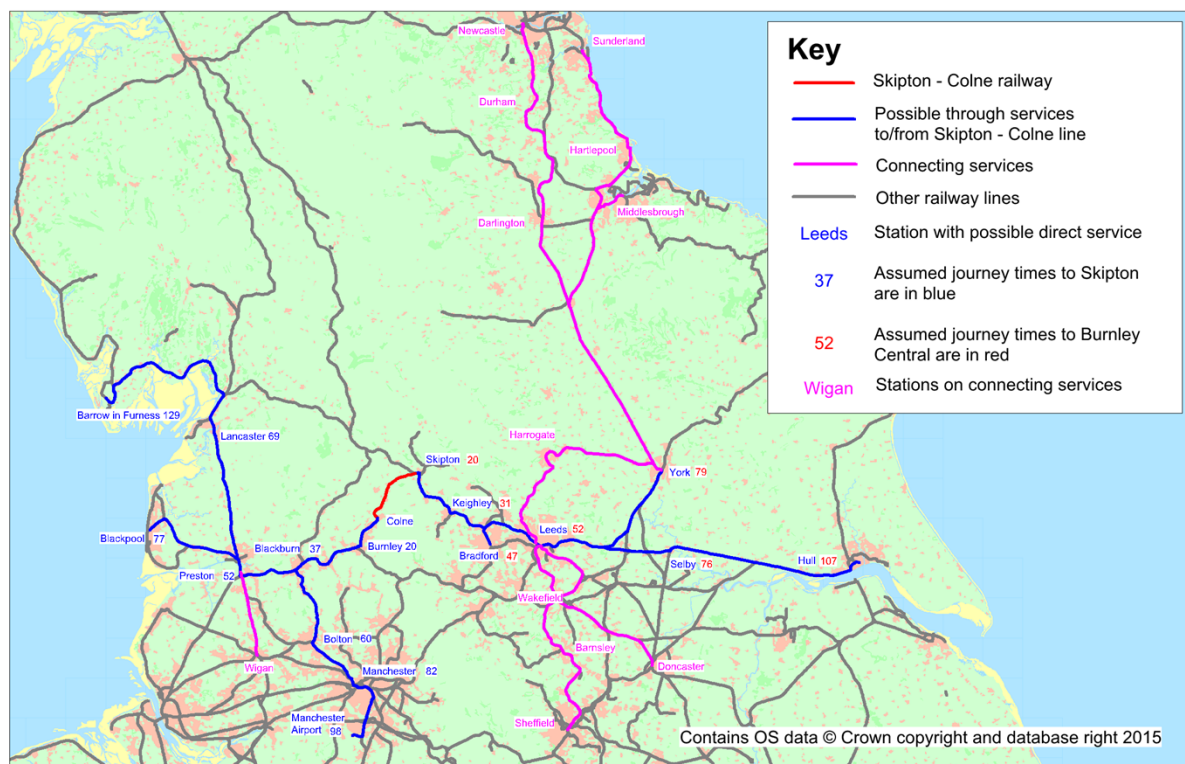 Newcastle
Sunderland
Durham
Hartlepool
Middlesbrough
Darlington
Key
Skipton - Colne railway
Possible through services
to/from Skipton - Colne line
Connecting services
Other railway lines
Leeds
Station with possible direct service
37
Assumed journey times to Skipton
are in blue
52
Assumed journey times to Burnley
Central are in red
Wigan
Stations on connecting services
Barrow in Furness 129
Lancaster 69
Harrogate
Skipton 20
York 79
Keighley 31
Colne
Leeds 52
Blackpool 77
Blackburn 37
Burnley 20
Bradford 47
Hull 107
Selby 76
Preston 52
Wakefield
Bolton 60
Barnsley
Wigan
Manchester 82
Doncaster
Manchester
Airport 98
Sheffield
Contains OS data © Crown copyright and database right 2015